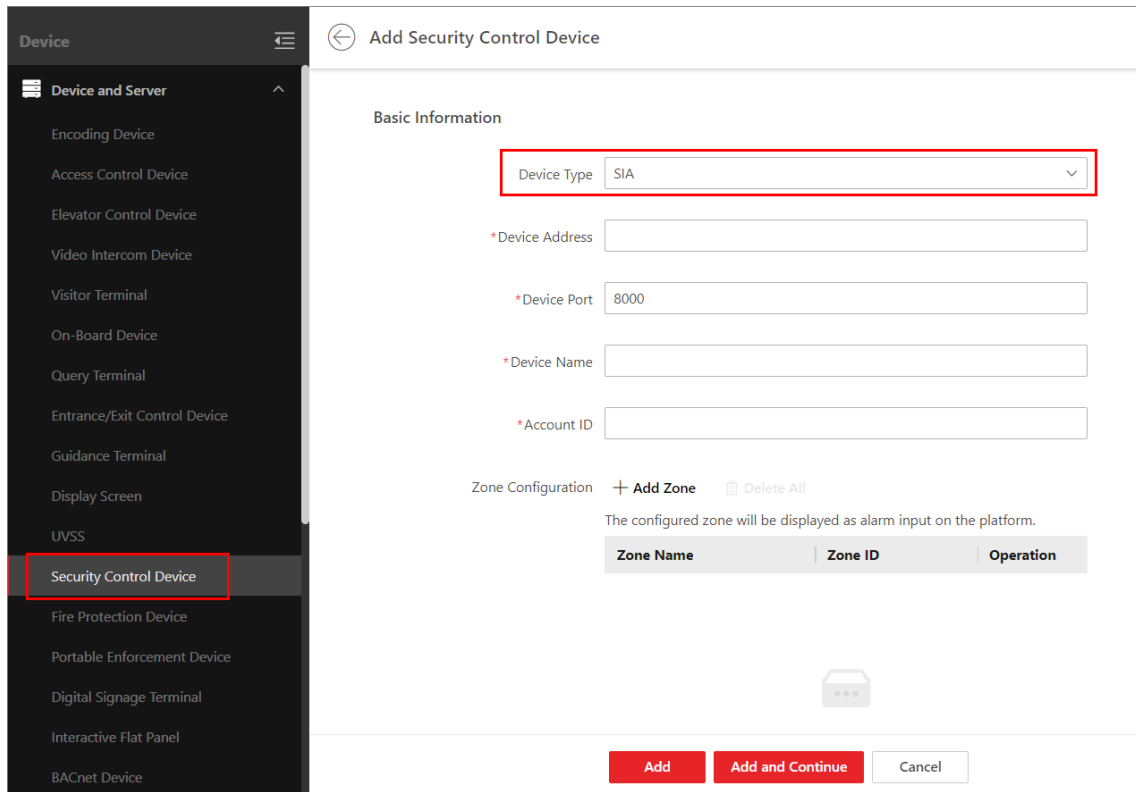 Device
Device and Server
Encoding Device
Access Control Device
Elevator Control Device
Video Intercom Device
Visitor Terminal
On-Board Device
Query Terminal
Entrance/Exit Control Device
Guidance Terminal
Display Screen
UVSS
Security Control Device
Fire Protection Device
Portable Enforcement Device
Digital Signage Terminal
Interactive Flat Panel
BACnet Device
Add Security Control Device
Basic Information
Device Type SIA
*Device Address
*Device Port 8000
*Device Name
*Account ID
Zone Configuration + Add Zone Delete All
The configured zone will be displayed as alarm input on the platform.
Zone Name Zone ID Operation
Add Add and Continue Cancel